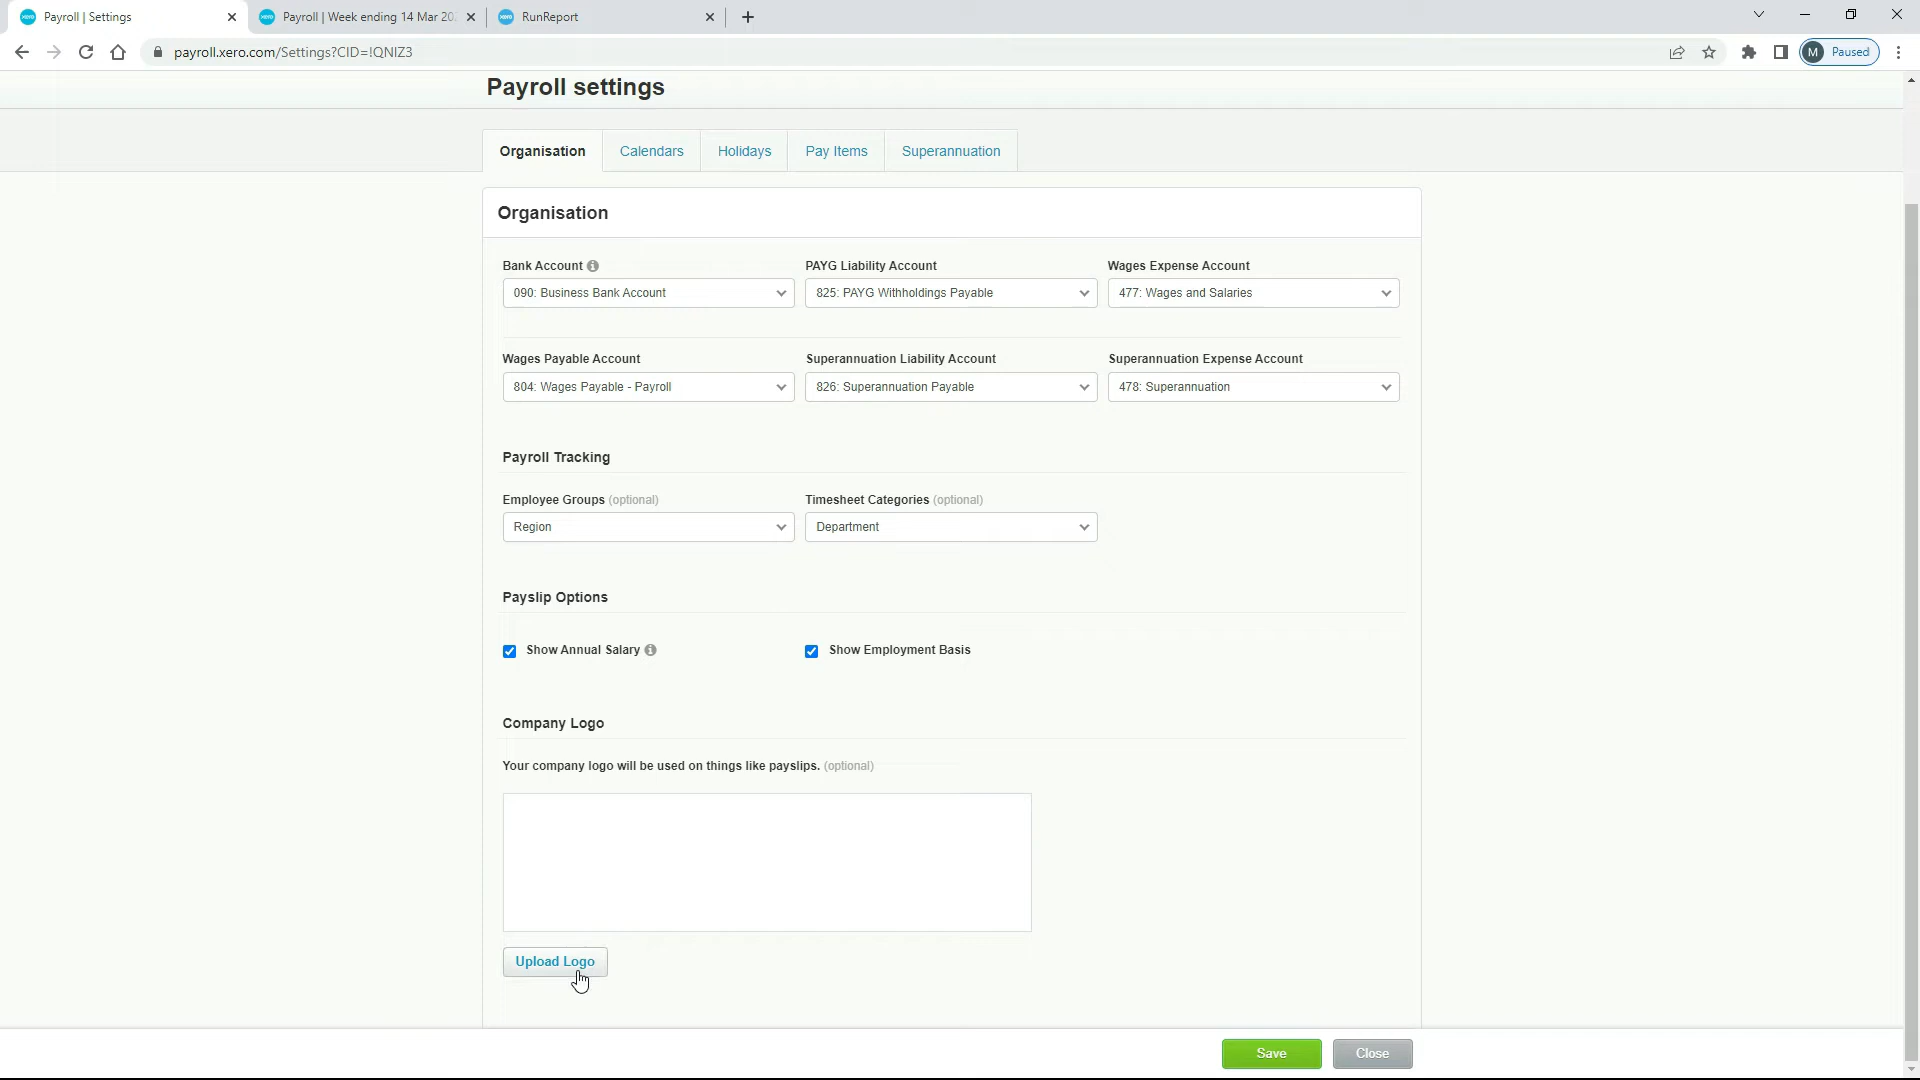 Payroll | Settings
Payroll | Week ending 14 Mar 20
RunReport
payroll.xero.com/Settings?CID=!QNIZ3
M Paused
Payroll settings
Organisation Calendars Holidays Pay Items Superannuation
Organisation
Bank Account PAYG Liability Account Wages Expense Account
090: Business Bank Account 825: PAYG Withholdings Payable 477: Wages and Salaries
Wages Payable Account Superannuation Liability Account Superannuation Expense Account
804: Wages Payable - Payroll 826: Superannuation Payable 478: Superannuation
Payroll Tracking
Employee Groups (optional) Timesheet Categories (optional)
Region Department
Payslip Options
Show Annual Salary Show Employment Basis
Company Logo
Your company logo will be used on things like payslips. (optional)
Upload Logo
Save Close